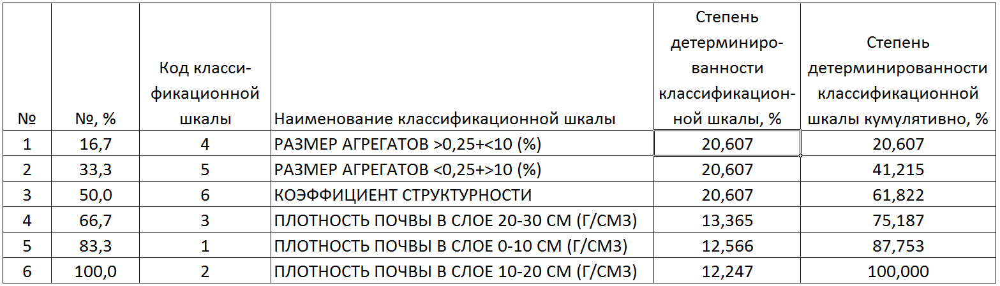 №
№, %
Код класси-
фикационной
шкалы
Наименование классификационной шкалы
Степень
детерминиро-
ванности
классификацион-
ной шкалы, %
Степень
детерминированности
классификационной
шкалы кумулятивно, %
1 16,7 4 РАЗМЕР АГРЕГАТОВ >0,25+<10 (%) 20,607 20,607
2 33,3 5 РАЗМЕР АГРЕГАТОВ <0,25+>10 (%) 20,607 41,215
3 50,0 6 КОЭФФИЦИЕНТ СТРУКТУРНОСТИ 20,607 61,822
4 66,7 3 ПЛОТНОСТЬ ПОЧВЫ В СЛОЕ 20-30 СМ (Г/СМ3) 13,365 75,187
5 83,3 1 ПЛОТНОСТЬ ПОЧВЫ В СЛОЕ 0-10 СМ (Г/СМ3) 12,566 87,753
6 100,0 2 ПЛОТНОСТЬ ПОЧВЫ В СЛОЕ 10-20 СМ (Г/СМ3) 12,247 100,000